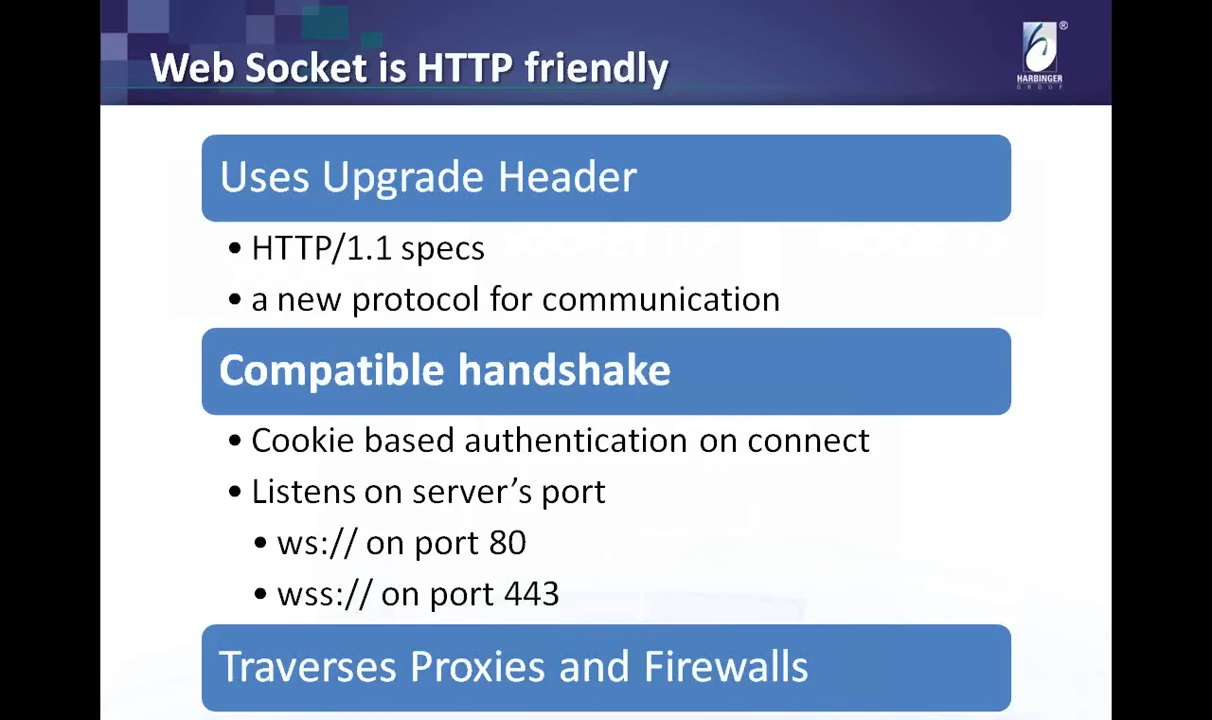 Web Socket is HTTP friendly
®
HARBINGER
GROUP
Uses Upgrade Header
• HTTP/1.1 specs
• a new protocol for communication
Compatible handshake
• Cookie based authentication on connect
• Listens on server’s port
• ws:// on port 80
• wss:// on port 443
Traverses Proxies and Firewalls